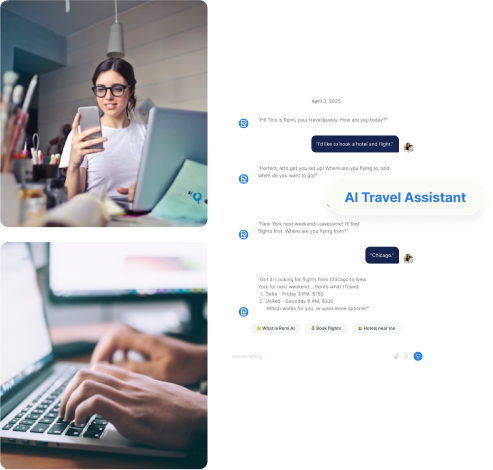 April 3, 2025
"Hi! This is Remi, your travel buddy. How are you today?"
"I'd like to book a hotel and flight."
"Perfect, let's get you set up! Where are you flying to, and
when do you want to go?"
AI Travel Assistant
"New York next weekend—awesome! I'll find
flights first. Where are you flying from?"
"Chicago."
"Got it! Looking for flights from Chicago to New
York for next weekend... Here's what I found:
1. Delta - Friday 3 PM, $150
2. United - Saturday 9 AM, $130
Which works for you, or want more options?"
What is Remi AI
Book flights
Hotels near me
Ask something